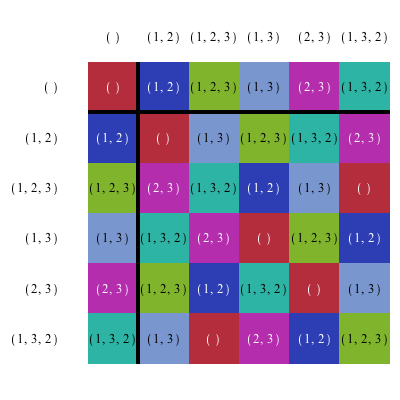 ( ) (1, 2) (1, 2, 3) (1, 3) (2, 3) (1, 3, 2)
( ) ( ) (1, 2) (1, 2, 3) (1, 3) (2, 3) (1, 3, 2)
(1, 2) (1, 2) ( ) (1, 3) (1, 2, 3) (1, 3, 2) (2, 3)
(1, 2, 3) (1, 2, 3) (2, 3) (1, 3, 2) (1, 2) (1, 3) ( )
(1, 3) (1, 3) (1, 3, 2) (2, 3) ( ) (1, 2, 3) (1, 2)
(2, 3) (2, 3) (1, 2, 3) (1, 2) (1, 3, 2) ( ) (1, 3)
(1, 3, 2) (1, 3, 2) (1, 3) ( ) (2, 3) (1, 2) (1, 2, 3)